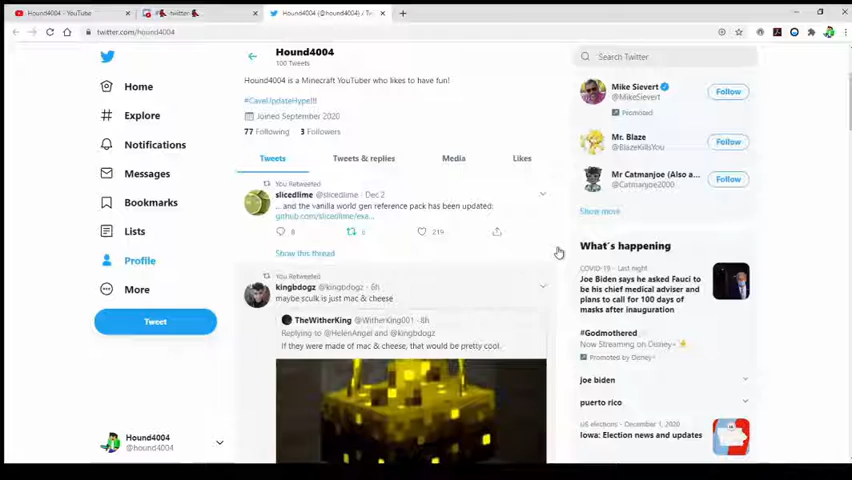 Hound4004 - YouTube
twitter
Hound4004 (@hound4004) / T
twitter.com/hound4004
Hound4004
100 Tweets
Hound4004 is a Minecraft YouTuber who likes to have fun!
#CaveUpdateHype!!!
Joined September 2020
77 Following 3 Followers
Tweets Tweets & replies Media Likes
Home
Explore
Notifications
Messages
Bookmarks
Lists
Profile
More
Tweet
Hound4004
@hound4004
You Retweeted
slicedlime @slicedlime · Dec 2
... and the vanilla world gen reference pack has been updated:
github.com/slicedlime/exa...
8 219
Show this thread
You Retweeted
kingbdogz @kingbdogz · 6h
maybe sculk is just mac & cheese
TheWitherKing @WitherKing001 · 8h
Replying to @HelenAngel and @kingbdogz
If they were made of mac & cheese, that would be pretty cool.
Search Twitter
Mike Sievert
@MikeSievert
Follow
Promoted
Mr. Blaze
@BlazeKillsYou
Follow
Mr Catmanjoe (Also a...
@Catmanjoe2000
Follow
Show more
What's happening
COVID-19 · Last night
Joe Biden says he asked Fauci to
be his chief medical adviser and
plans to call for 100 days of
masks after inauguration
#Godmothered
Now Streaming on Disney+
Promoted by Disney+
joe biden
puerto rico
US elections · December 1, 2020
Iowa: Election news and updates